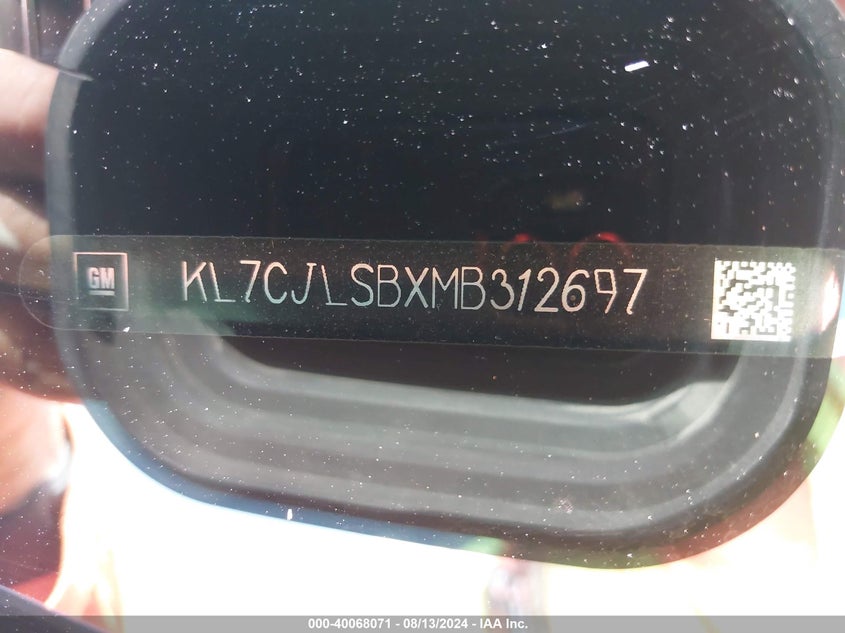 GM KL7CJLSBXMB312697
000-40068071 | 08/13/2024 - IAA Inc.